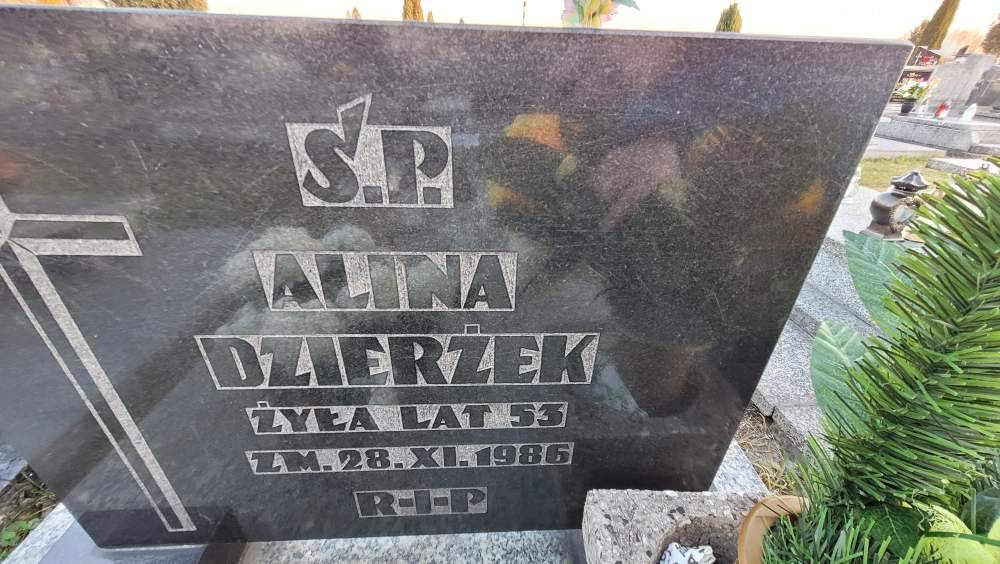 Ś.P.
ALINA
DZIERŻEK
ŻYŁA LAT 53
ZM. 28. XI. 1986
R-I-P